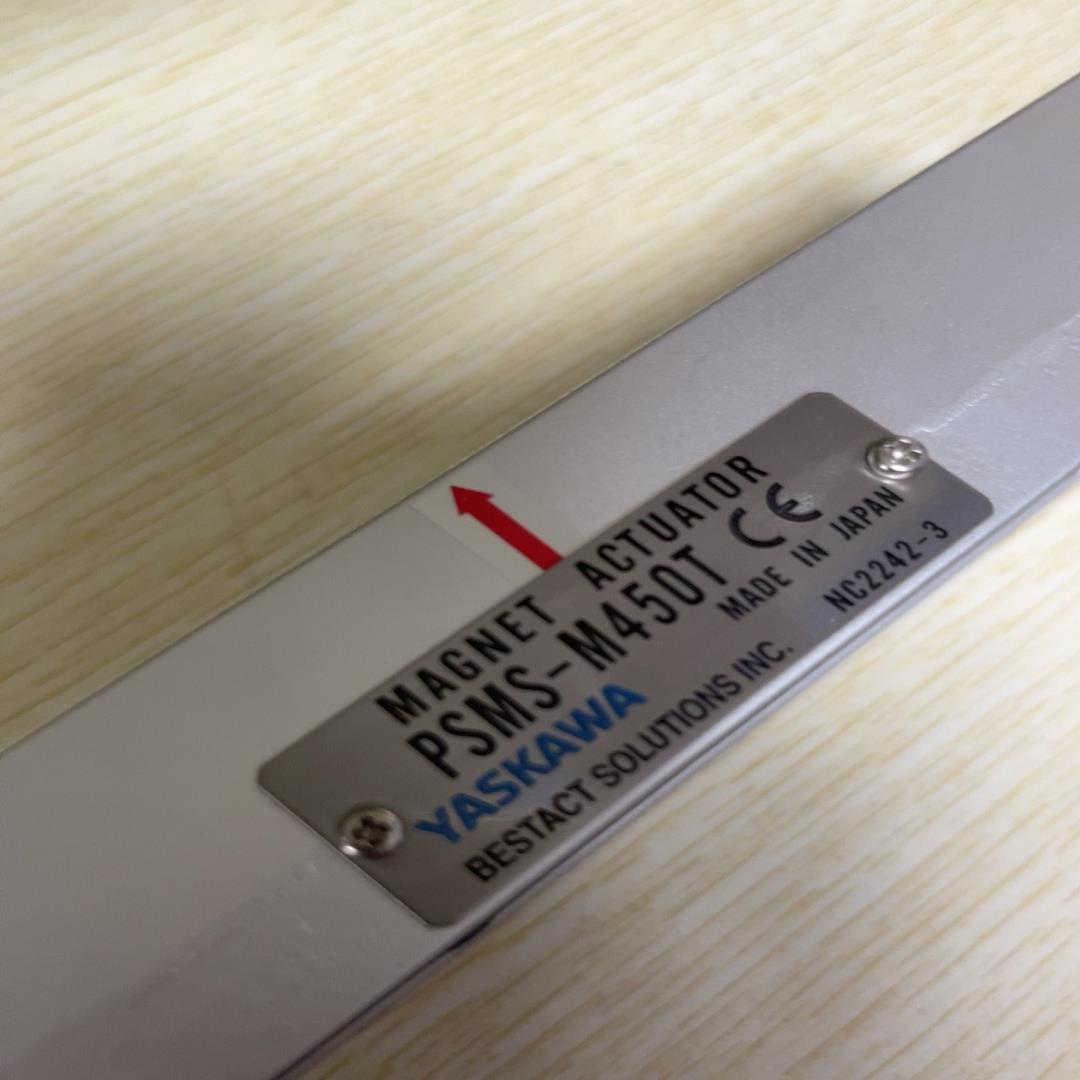 MAGNET ACTUATOR
PSMS-M450T CE
YASKAWA MADE IN JAPAN
BESTACT SOLUTIONS INC. NC2242-3